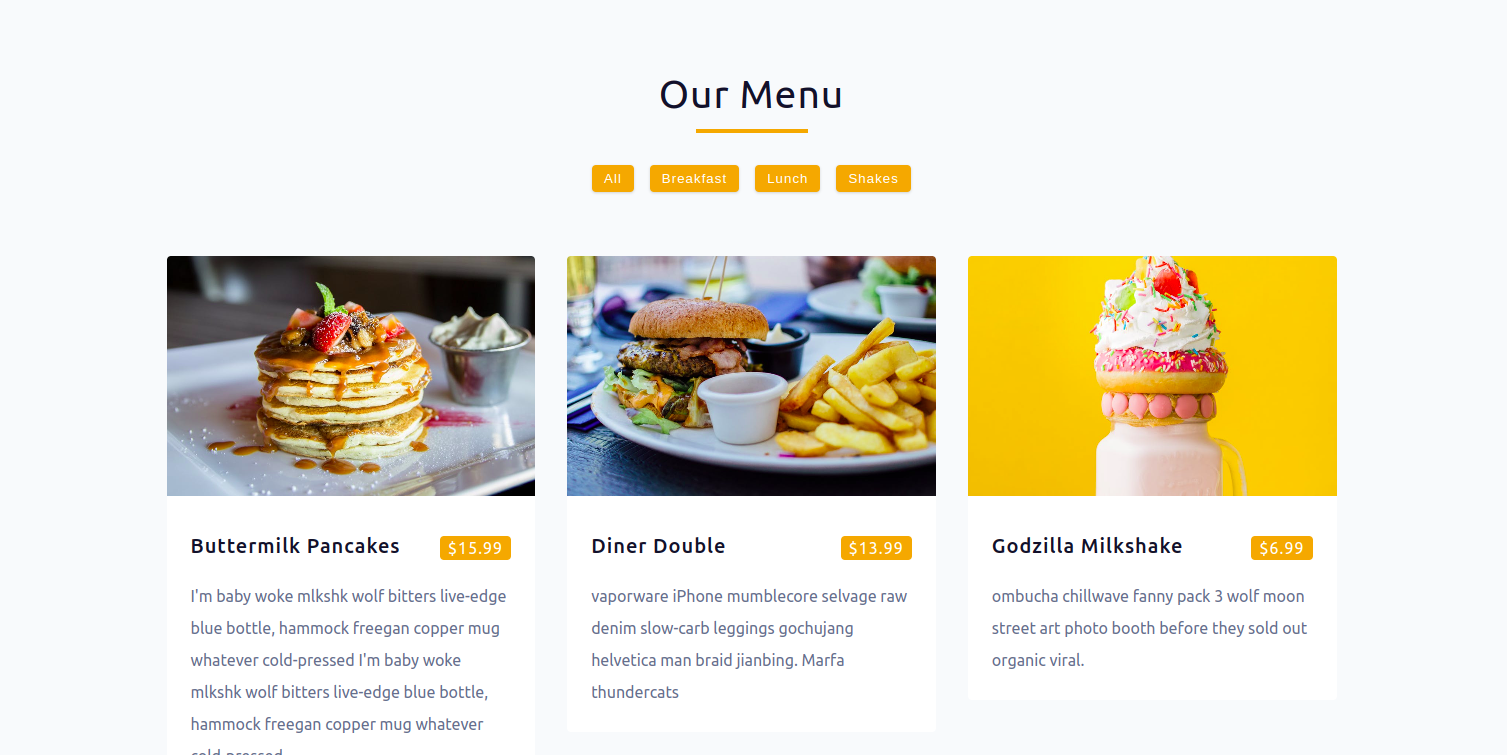 Our Menu
All Breakfast Lunch Shakes
Buttermilk Pancakes $15.99
I'm baby woke mlkshk wolf bitters live-edge
blue bottle, hammock freegan copper mug
whatever cold-pressed I'm baby woke
mlkshk wolf bitters live-edge blue bottle,
hammock freegan copper mug whatever
cold-pressed
Diner Double $13.99
vaporware iPhone mumblecore selvage raw
denim slow-carb leggings gochujang
helvetica man braid jianbing. Marfa
thundercats
Godzilla Milkshake $6.99
ombucha chillwave fanny pack 3 wolf moon
street art photo booth before they sold out
organic viral.